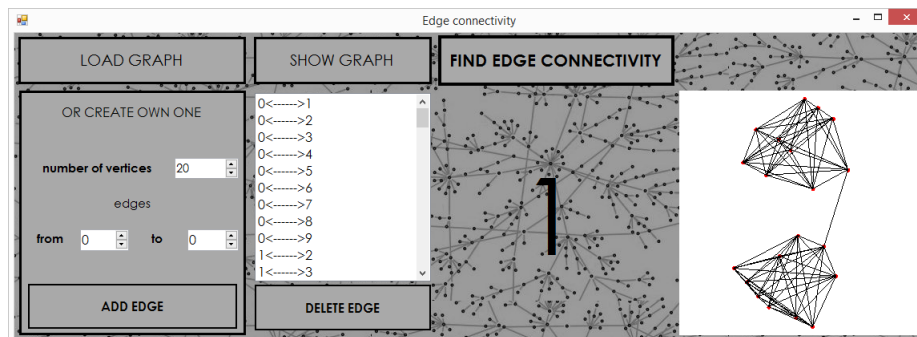 Edge connectivity
LOAD GRAPH
SHOW GRAPH
FIND EDGE CONNECTIVITY
OR CREATE OWN ONE
number of vertices 20
edges
from 0 to 0
ADD EDGE
0<------>1
0<------>2
0<------>3
0<------>4
0<------>5
0<------>6
0<------>7
0<------>8
0<------>9
1<------>2
1<------>3
DELETE EDGE
1